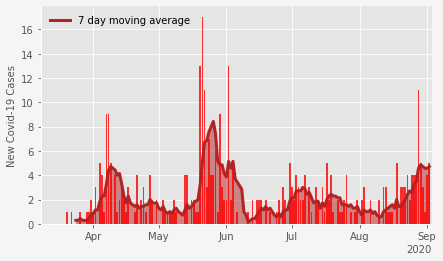 7 day moving average
New Covid-19 Cases
16
14
12
10
8
6
4
2
0
Apr
May
Jun
Jul
Aug
Sep
2020